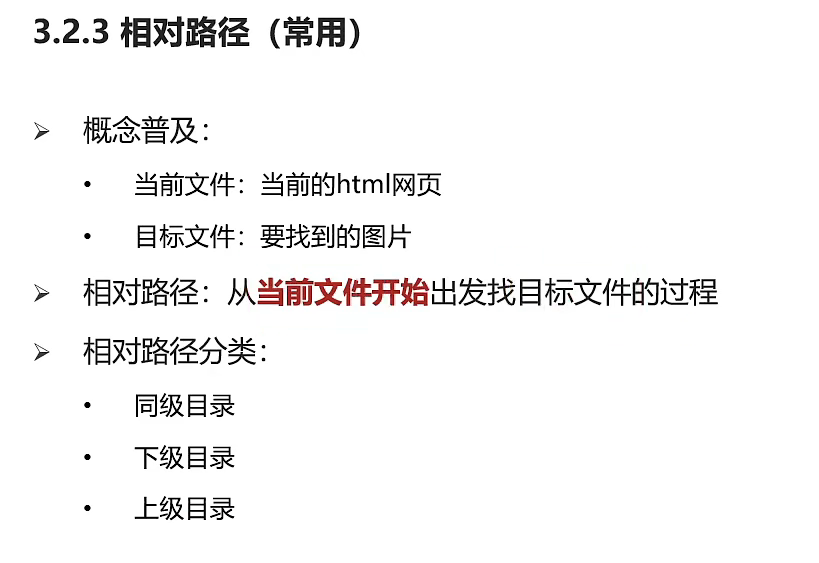 3.2.3 相对路径（常用）
➢ 概念普及：
• 当前文件：当前的html网页
• 目标文件：要找到的图片
➢ 相对路径：从当前文件开始出发找目标文件的过程
➢ 相对路径分类：
• 同级目录
• 下级目录
• 上级目录